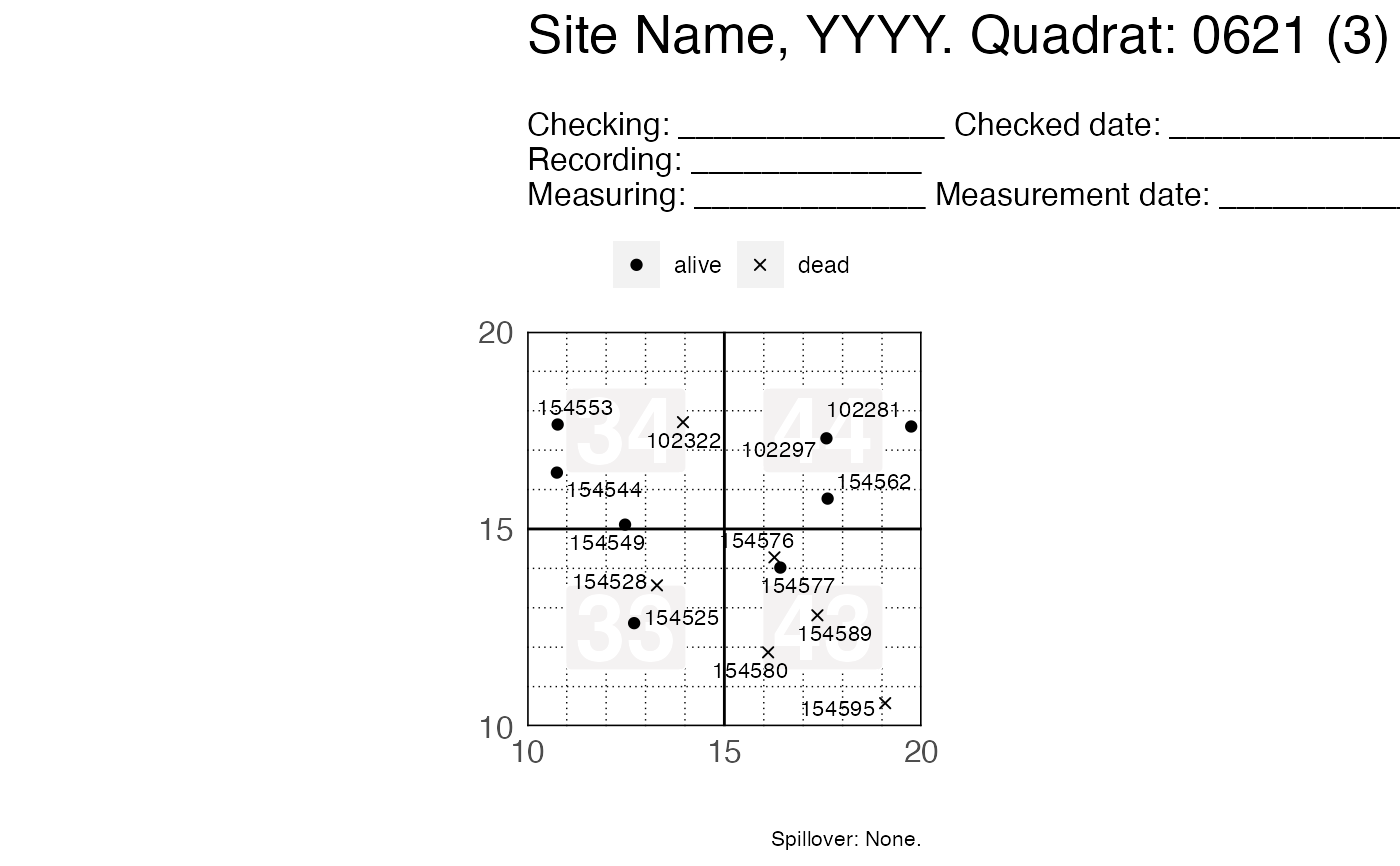 Site Name, YYYY. Quadrat: 0621 (3)
Checking: _______________ Checked date: _____________
Recording: _____________
Measuring: _____________ Measurement date: __________
alive dead
20
34 44
154553 102281
102322 102297
154562
154544
15
154549 154576
154528 154577
33 43
154525 154589
154580
154595
10
10 15 20
Spillover: None.